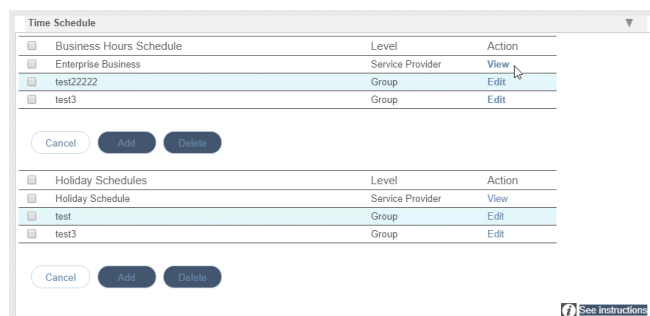 Time Schedule
Business Hours Schedule Level Action
Enterprise Business Service Provider View
test22222 Group Edit
test3 Group Edit
Cancel Add Delete
Holiday Schedules Level Action
Holiday Schedule Service Provider View
test Group Edit
test3 Group Edit
Cancel Add Delete
i See instructions